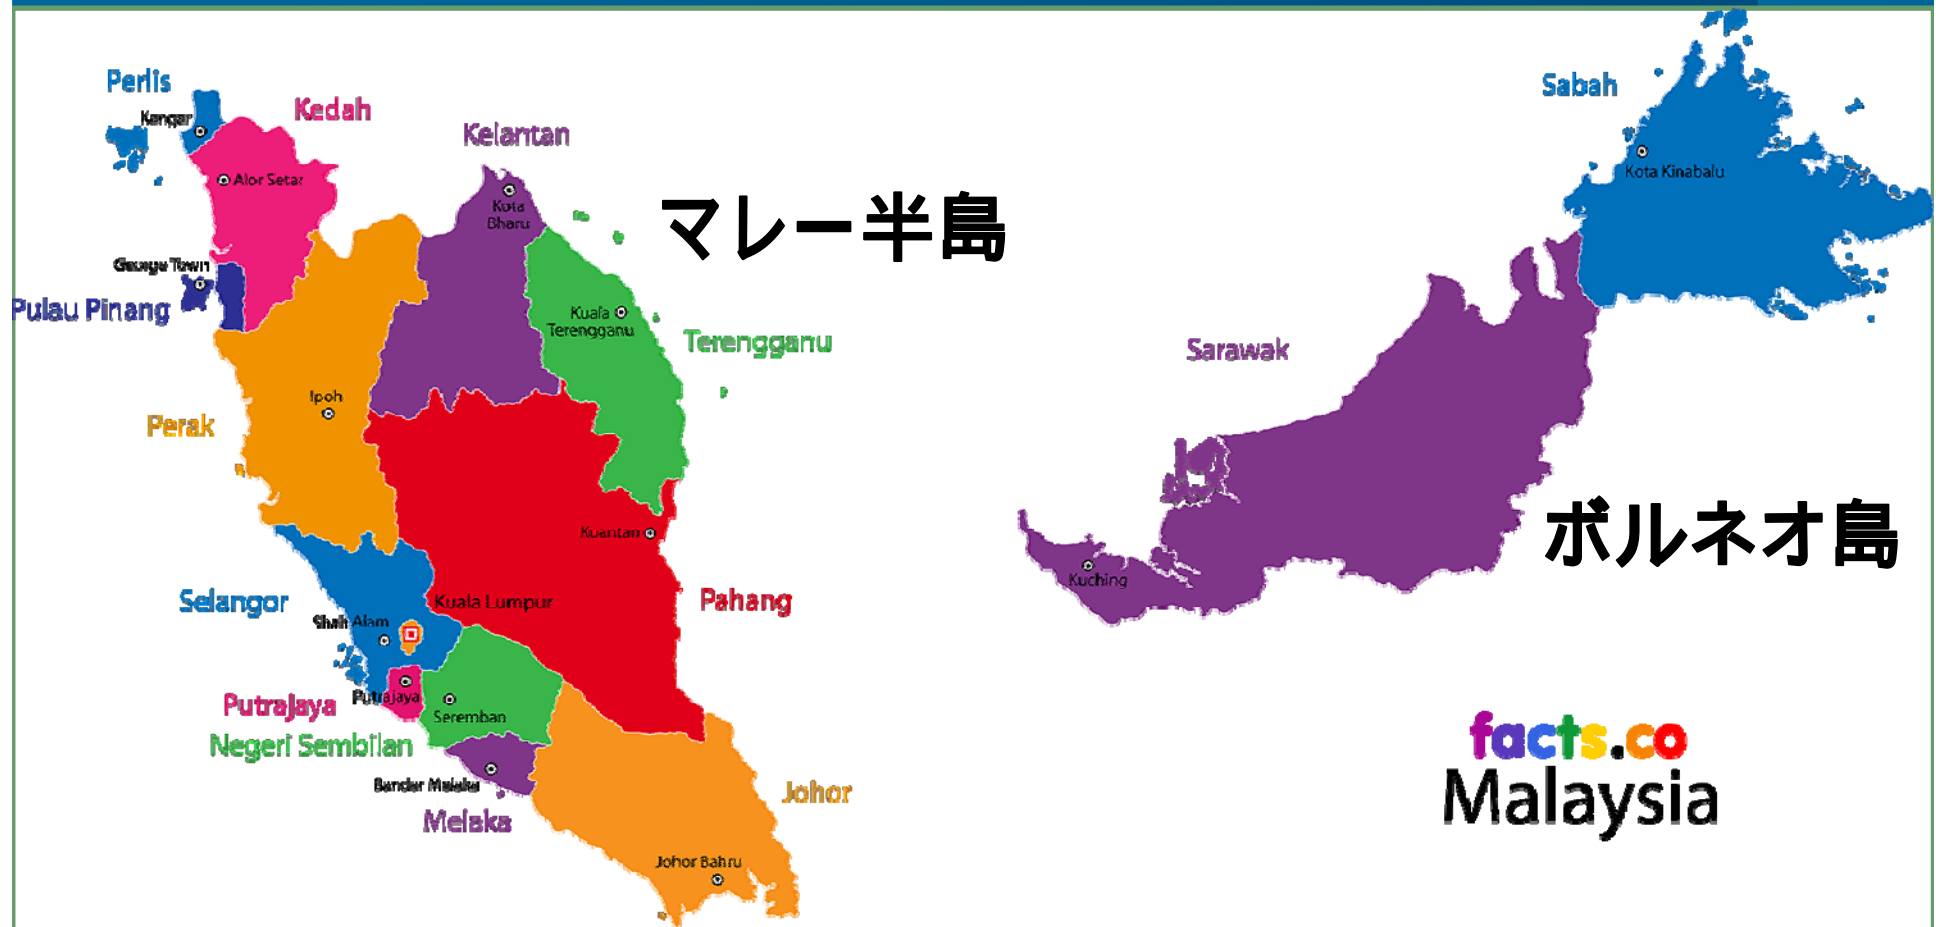 Perlis
Kangar
Kedah
Alor Setar
Kelantan
Kota
Bharu
マレー半島
George Town
Pulau Pinang
Kuala
Terengganu
Terengganu
Ipoh
Perak
Kuantan
Selangor
Kuala Lumpur
Pahang
Shah Alam
Putrajaya
Putrajaya
Seremban
Negeri Sembilan
Bandar Melaka
Melaka
Johor
Johor Bahru
Sabah
Kota Kinabalu
Sarawak
ボルネオ島
Kuching
facts.co
Malaysia